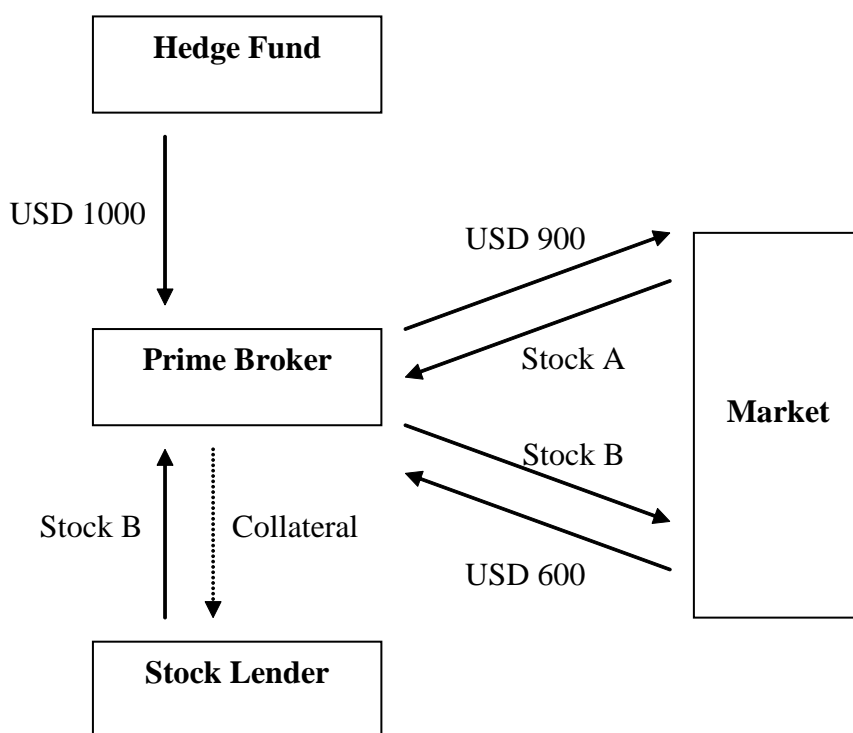 Hedge Fund
USD 1000
USD 900
Prime Broker
Stock A
Market
Stock B
Stock B
Collateral
USD 600
Stock Lender